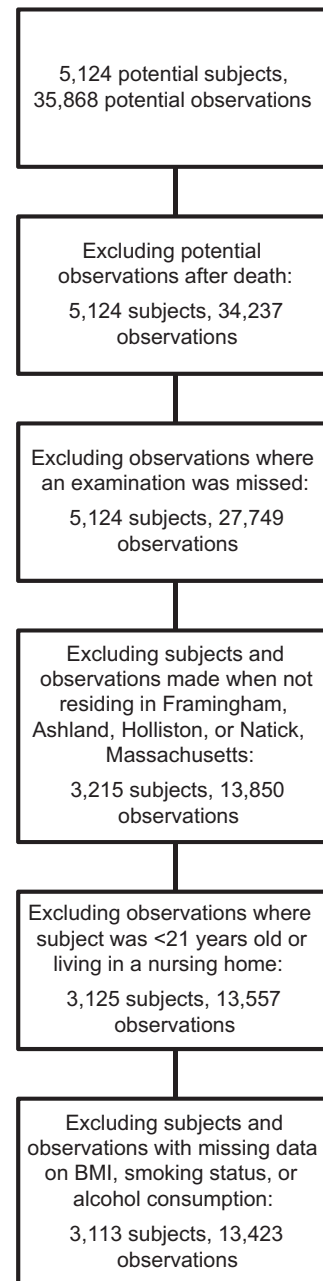 5,124 potential subjects,
35,868 potential observations
Excluding potential
observations after death:
5,124 subjects, 34,237
observations
Excluding observations where
an examination was missed:
5,124 subjects, 27,749
observations
Excluding subjects and
observations made when not
residing in Framingham,
Ashland, Holliston, or Natick,
Massachusetts:
3,215 subjects, 13,850
observations
Excluding observations where
subject was <21 years old or
living in a nursing home:
3,125 subjects, 13,557
observations
Excluding subjects and
observations with missing data
on BMI, smoking status, or
alcohol consumption:
3,113 subjects, 13,423
observations